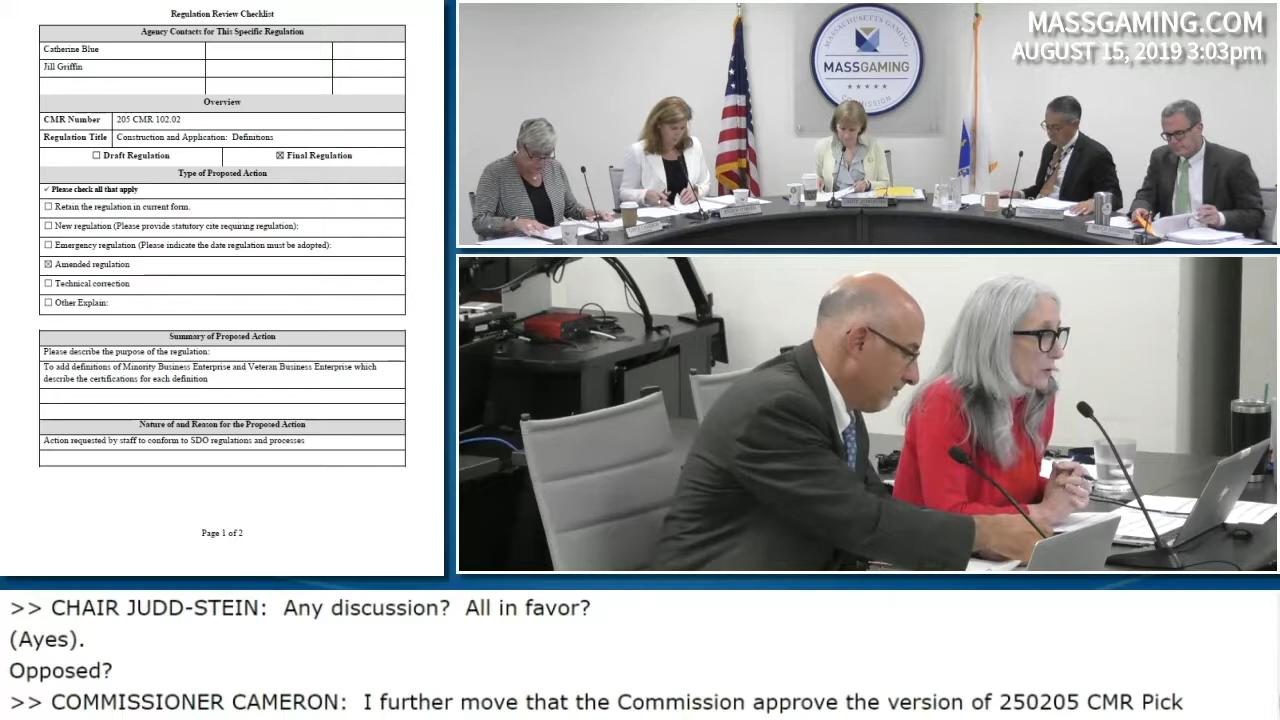 Regulation Review Checklist
Agency Contacts for This Specific Regulation
Catherine Blue
Jill Griffin
Overview
CMR Number 205 CMR 102.02
Regulation Title Construction and Application: Definitions
☐ Draft Regulation ☒ Final Regulation
Type of Proposed Action
✓ Please check all that apply
☐ Retain the regulation in current form.
☐ New regulation (Please provide statutory cite requiring regulation):
☐ Emergency regulation (Please indicate the date regulation must be adopted):
☒ Amended regulation
☐ Technical correction
☐ Other Explain:
Summary of Proposed Action
Please describe the purpose of the regulation:
To add definitions of Minority Business Enterprise and Veteran Business Enterprise which
describe the certifications for each definition
Nature of and Reason for the Proposed Action
Action requested by staff to conform to SDO regulations and processes
Page 1 of 2
MASSACHUSETTS GAMING
MASSGAMING
COMMISSION
MASSGAMING.COM
AUGUST 15, 2019 3:03pm
>> CHAIR JUDD-STEIN: Any discussion? All in favor?
(Ayes).
Opposed?
>> COMMISSIONER CAMERON: I further move that the Commission approve the version of 250205 CMR Pick